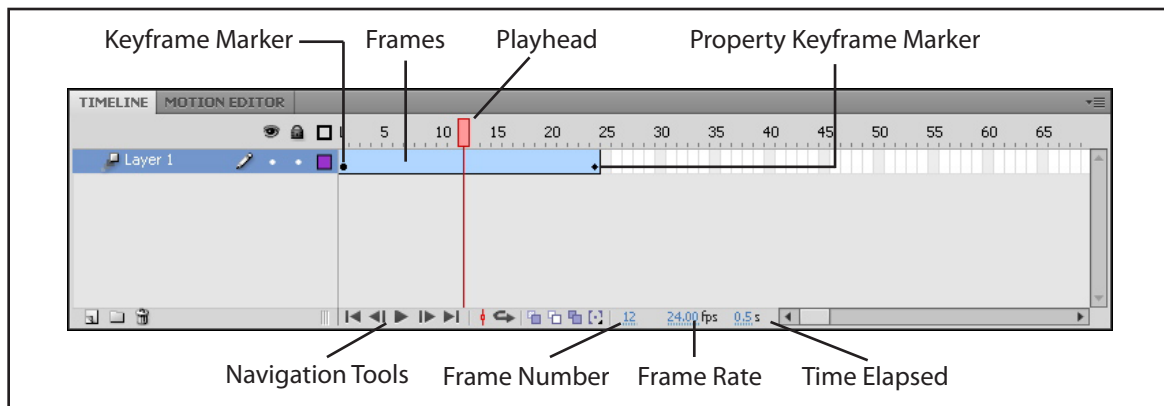 Keyframe Marker Frames Playhead Property Keyframe Marker
TIMELINE MOTION EDITOR
1 5 10 15 20 25 30 35 40 45 50 55 60 65
Layer 1
12 24.00 fps 0.5 s
Navigation Tools Frame Number Frame Rate Time Elapsed